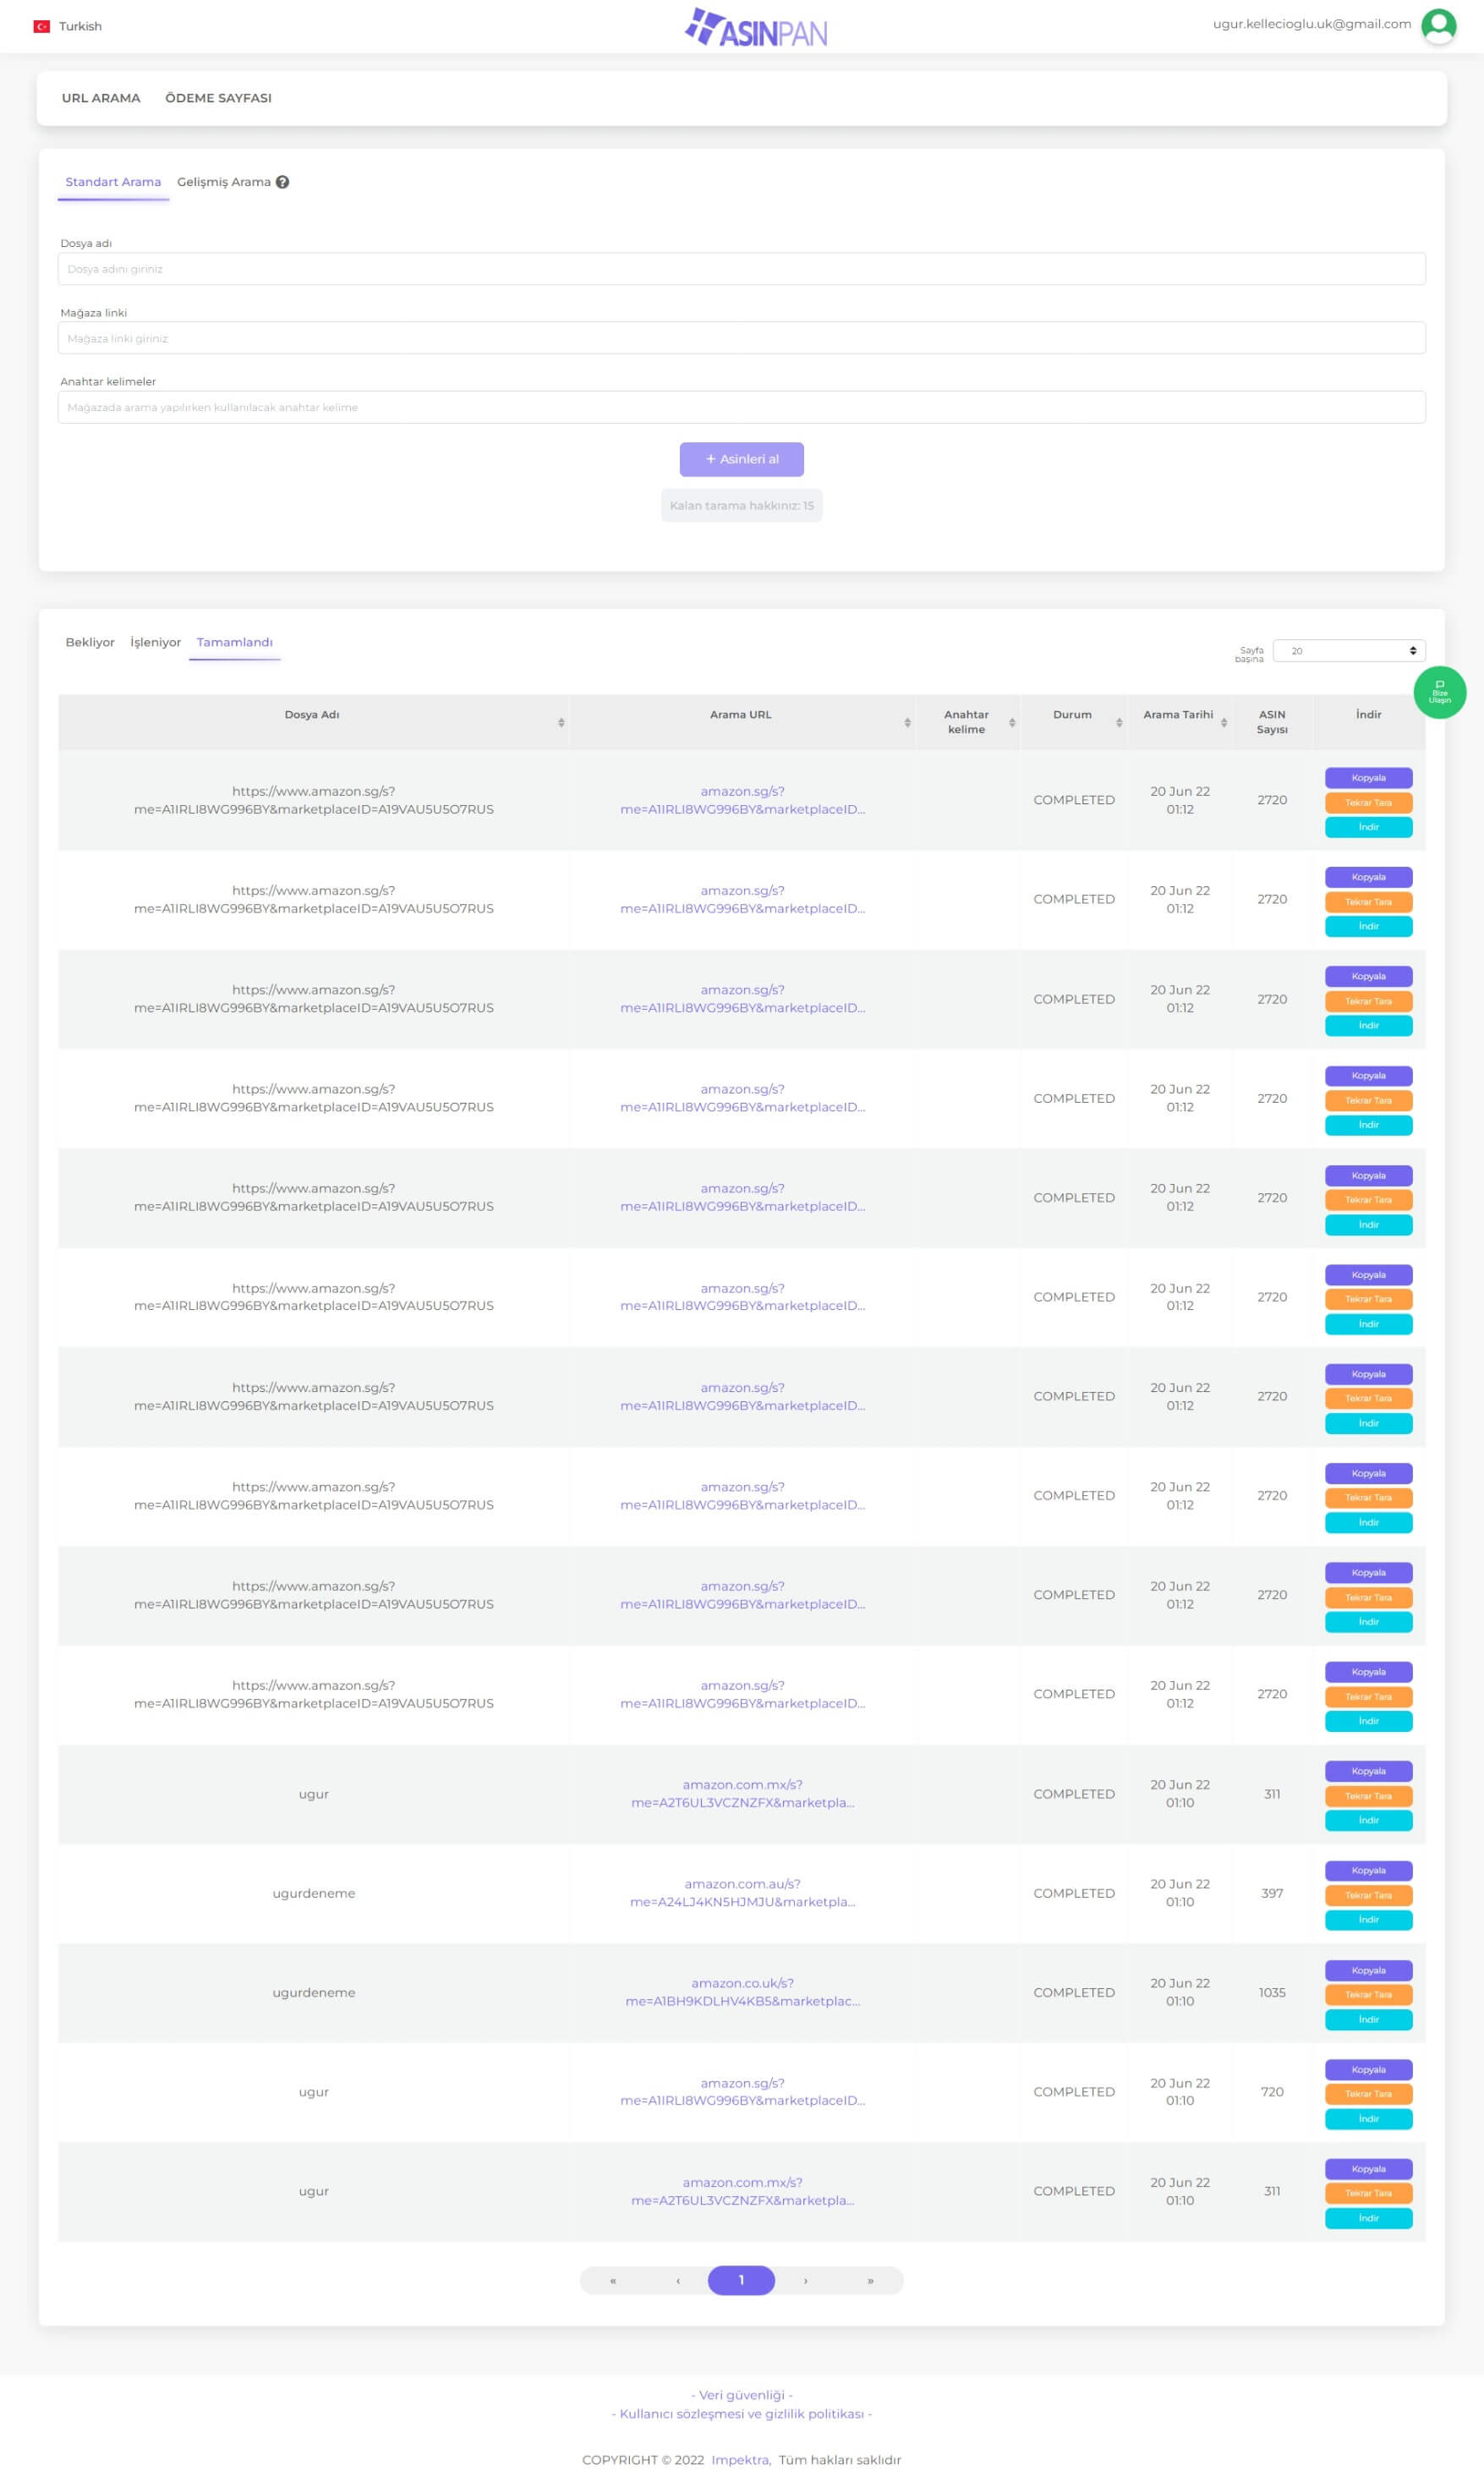 Turkish
ASINPAN
ugur.kellecioglu.uk@gmail.com
URL ARAMA ÖDEME SAYFASI
Standart Arama Gelişmiş Arama ?
Dosya adı
Dosya adını giriniz
Mağaza linki
Mağaza linki giriniz
Anahtar kelimeler
Mağazada arama yapılırken kullanılacak anahtar kelime
+ Asinleri al
Kalan tarama hakkınız: 15
Bekliyor İşleniyor Tamamlandı
Sayfa
başına
20
Bize
Ulaşın
Dosya Adı Arama URL Anahtar kelime Durum Arama Tarihi ASIN Sayısı İndir
https://www.amazon.sg/s?
me=A1IRLI8WG996BY&marketplaceID=A19VAU5U5O7RUS
amazon.sg/s?
me=A1IRLI8WG996BY&marketplaceID...
COMPLETED
20 Jun 22
01:12
2720
Kopyala
Tekrar Tara
İndir
https://www.amazon.sg/s?
me=A1IRLI8WG996BY&marketplaceID=A19VAU5U5O7RUS
amazon.sg/s?
me=A1IRLI8WG996BY&marketplaceID...
COMPLETED
20 Jun 22
01:12
2720
Kopyala
Tekrar Tara
İndir
https://www.amazon.sg/s?
me=A1IRLI8WG996BY&marketplaceID=A19VAU5U5O7RUS
amazon.sg/s?
me=A1IRLI8WG996BY&marketplaceID...
COMPLETED
20 Jun 22
01:12
2720
Kopyala
Tekrar Tara
İndir
https://www.amazon.sg/s?
me=A1IRLI8WG996BY&marketplaceID=A19VAU5U5O7RUS
amazon.sg/s?
me=A1IRLI8WG996BY&marketplaceID...
COMPLETED
20 Jun 22
01:12
2720
Kopyala
Tekrar Tara
İndir
https://www.amazon.sg/s?
me=A1IRLI8WG996BY&marketplaceID=A19VAU5U5O7RUS
amazon.sg/s?
me=A1IRLI8WG996BY&marketplaceID...
COMPLETED
20 Jun 22
01:12
2720
Kopyala
Tekrar Tara
İndir
https://www.amazon.sg/s?
me=A1IRLI8WG996BY&marketplaceID=A19VAU5U5O7RUS
amazon.sg/s?
me=A1IRLI8WG996BY&marketplaceID...
COMPLETED
20 Jun 22
01:12
2720
Kopyala
Tekrar Tara
İndir
https://www.amazon.sg/s?
me=A1IRLI8WG996BY&marketplaceID=A19VAU5U5O7RUS
amazon.sg/s?
me=A1IRLI8WG996BY&marketplaceID...
COMPLETED
20 Jun 22
01:12
2720
Kopyala
Tekrar Tara
İndir
https://www.amazon.sg/s?
me=A1IRLI8WG996BY&marketplaceID=A19VAU5U5O7RUS
amazon.sg/s?
me=A1IRLI8WG996BY&marketplaceID...
COMPLETED
20 Jun 22
01:12
2720
Kopyala
Tekrar Tara
İndir
https://www.amazon.sg/s?
me=A1IRLI8WG996BY&marketplaceID=A19VAU5U5O7RUS
amazon.sg/s?
me=A1IRLI8WG996BY&marketplaceID...
COMPLETED
20 Jun 22
01:12
2720
Kopyala
Tekrar Tara
İndir
https://www.amazon.sg/s?
me=A1IRLI8WG996BY&marketplaceID=A19VAU5U5O7RUS
amazon.sg/s?
me=A1IRLI8WG996BY&marketplaceID...
COMPLETED
20 Jun 22
01:12
2720
Kopyala
Tekrar Tara
İndir
ugur
amazon.com.mx/s?
me=A2T6UL3VCZNZFX&marketpla...
COMPLETED
20 Jun 22
01:10
311
Kopyala
Tekrar Tara
İndir
ugurdeneme
amazon.com.au/s?
me=A24LJ4KN5HJMJU&marketpla...
COMPLETED
20 Jun 22
01:10
397
Kopyala
Tekrar Tara
İndir
ugurdeneme
amazon.co.uk/s?
me=A1BH9KDLHV4KB5&marketplac...
COMPLETED
20 Jun 22
01:10
1035
Kopyala
Tekrar Tara
İndir
ugur
amazon.sg/s?
me=A1IRLI8WG996BY&marketplaceID...
COMPLETED
20 Jun 22
01:10
720
Kopyala
Tekrar Tara
İndir
ugur
amazon.com.mx/s?
me=A2T6UL3VCZNZFX&marketpla...
COMPLETED
20 Jun 22
01:10
311
Kopyala
Tekrar Tara
İndir
« ‹ 1 › »
- Veri güvenliği -
- Kullanıcı sözleşmesi ve gizlilik politikası -
COPYRIGHT © 2022 Impektra, Tüm hakları saklıdır